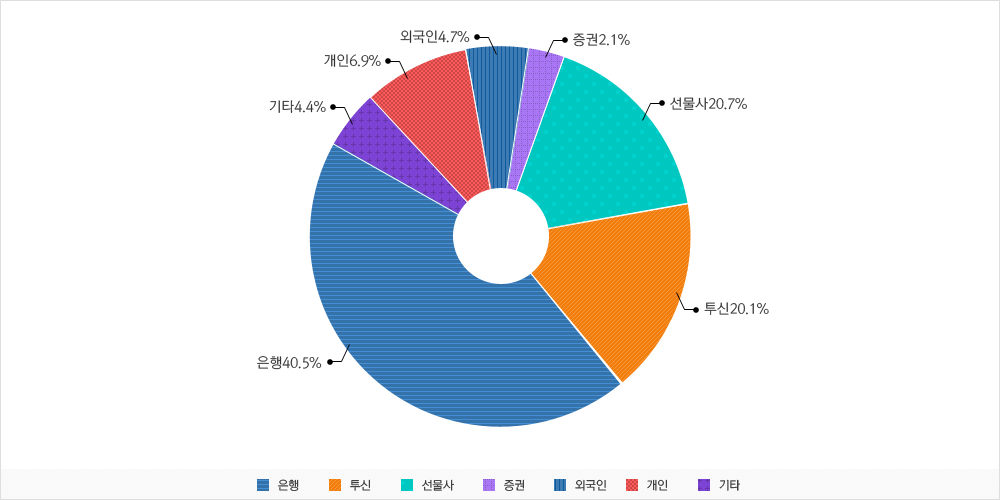 외국인4.7%
증권2.1%
개인6.9%
선물사20.7%
기타4.4%
투신20.1%
은행40.5%
은행 투신 선물사 증권 외국인 개인 기타